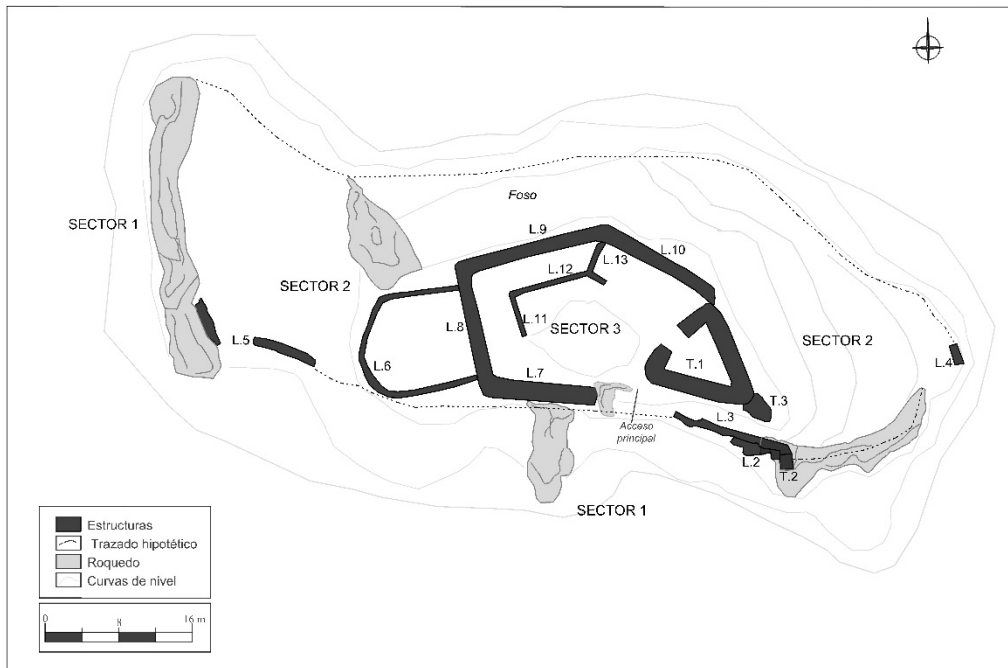 Foso
SECTOR 1
L.9
L.10
L.13
L.12
SECTOR 2
L.8
L.11
SECTOR 3
SECTOR 2
L.5
L.6
L.7
T.1
L.4
T.3
L.3
Acceso
principal
L.2
T.2
SECTOR 1
Estructuras
Trazado hipotético
Roquedo
Curvas de nivel
0 8 16 m